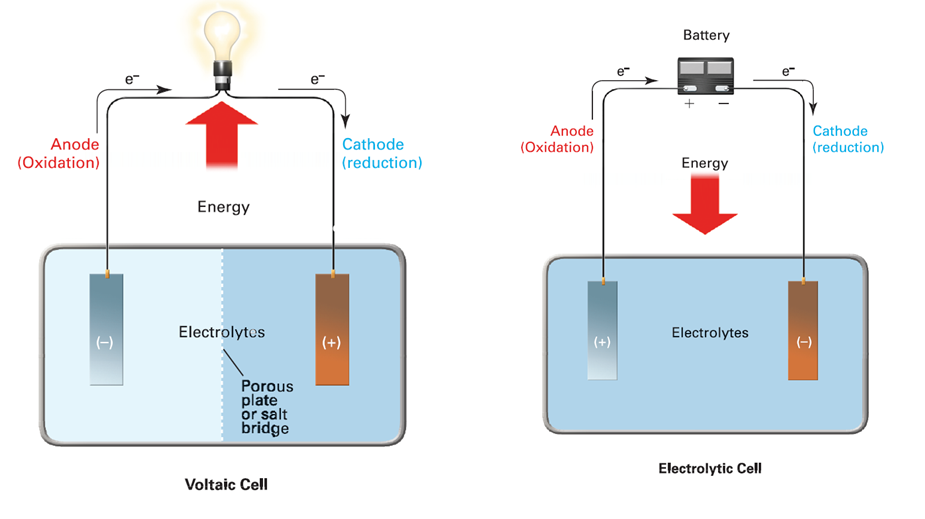 e⁻
e⁻
Anode
(Oxidation)
Cathode
(reduction)
Energy
(−)
Electrolytes
(+)
Porous
plate
or salt
bridge
Voltaic Cell
Battery
e⁻
e⁻
+ −
Anode
(Oxidation)
Cathode
(reduction)
Energy
(+)
Electrolytes
(−)
Electrolytic Cell